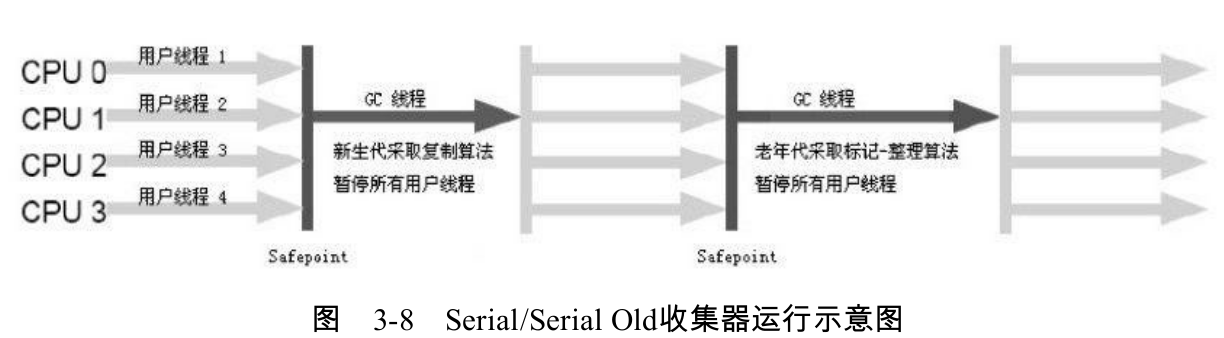 CPU 0 用户线程 1
CPU 1 用户线程 2
CPU 2 用户线程 3
CPU 3 用户线程 4
GC 线程
新生代采取复制算法
暂停所有用户线程
Safepoint
GC 线程
老年代采取标记-整理算法
暂停所有用户线程
Safepoint
图 3-8 Serial/Serial Old收集器运行示意图